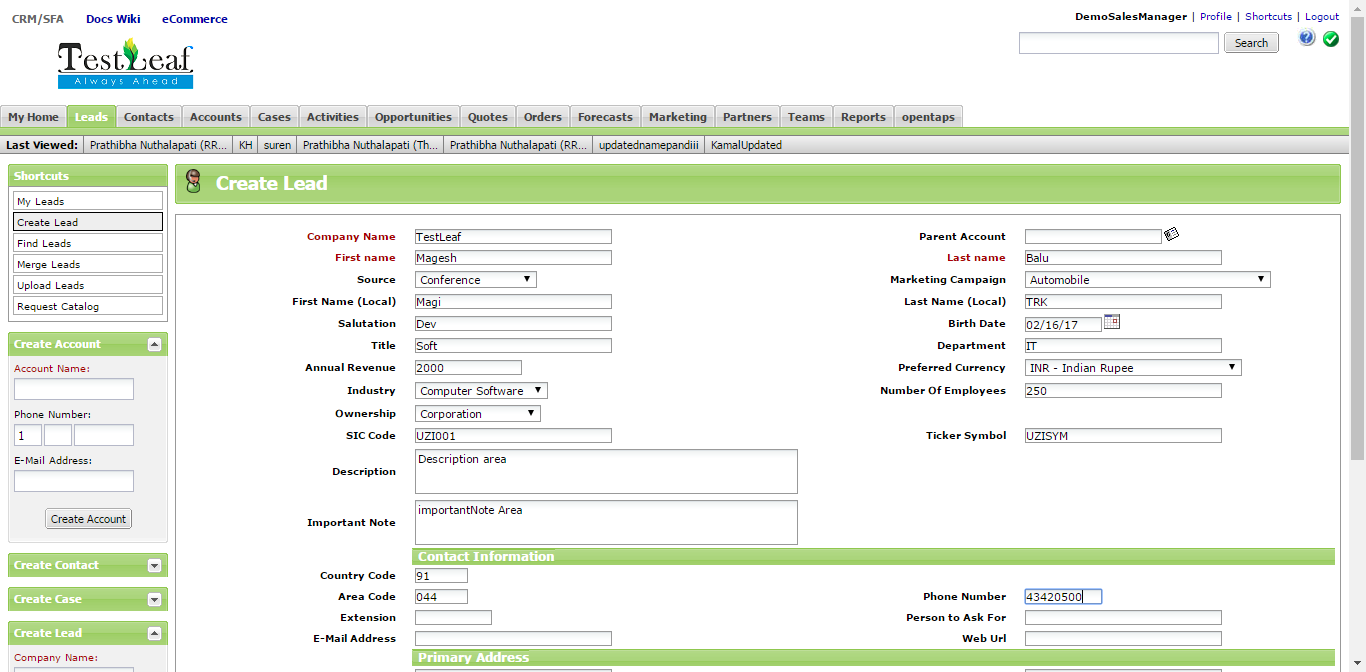 CRM/SFA Docs Wiki eCommerce DemoSalesManager | Profile | Shortcuts | Logout
TestLeaf
Always Ahead
Search
My Home Leads Contacts Accounts Cases Activities Opportunities Quotes Orders Forecasts Marketing Partners Teams Reports opentaps
Last Viewed: Prathibha Nuthalapati (RR... KH suren Prathibha Nuthalapati (Th... Prathibha Nuthalapati (RR... updatednamepandiii KamalUpdated
Shortcuts
My Leads
Create Lead
Find Leads
Merge Leads
Upload Leads
Request Catalog
Create Account
Account Name:
Phone Number:
1
E-Mail Address:
Create Account
Create Contact
Create Case
Create Lead
Company Name:
Create Lead
Company Name TestLeaf Parent Account
First name Magesh Last name Balu
Source Conference Marketing Campaign Automobile
First Name (Local) Magi Last Name (Local) TRK
Salutation Dev Birth Date 02/16/17
Title Soft Department IT
Annual Revenue 2000 Preferred Currency INR - Indian Rupee
Industry Computer Software Number Of Employees 250
Ownership Corporation
SIC Code UZI001 Ticker Symbol UZISYM
Description Description area
Important Note importantNote Area
Contact Information
Country Code 91
Area Code 044 Phone Number 43420500
Extension Person to Ask For
E-Mail Address Web Url
Primary Address